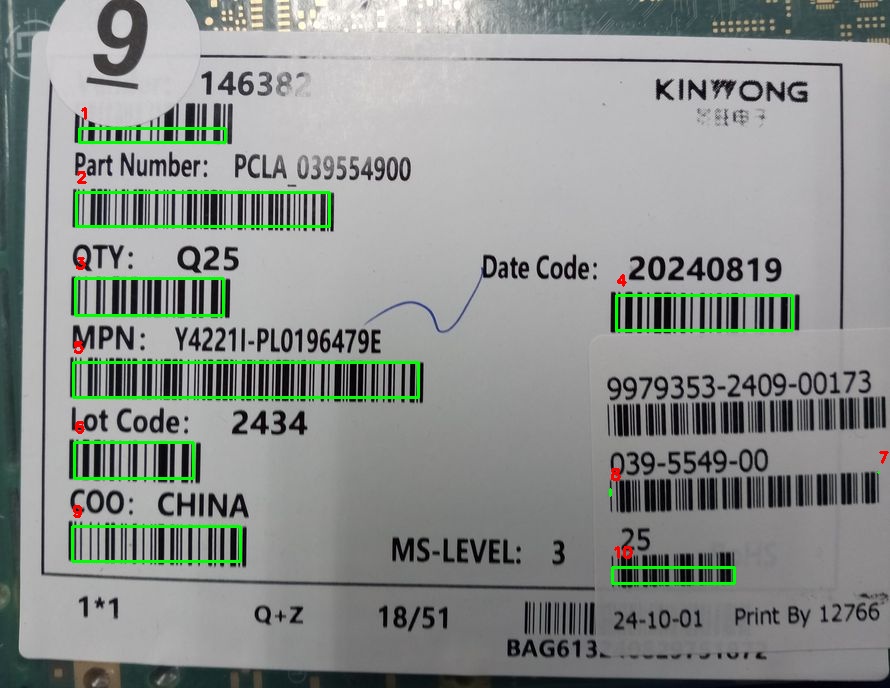 9
146382
KINWONG
1
Part Number: PCLA_039554900
2
QTY: Q25
3
Date Code: 20240819
4
MPN: Y4221I-PL0196479E
5
9979353-2409-00173
Lot Code: 2434
6
039-5549-00
7
8
COO: CHINA
9
25
10
MS-LEVEL: 3
1*1 Q+Z 18/51
24-10-01 Print By 12766